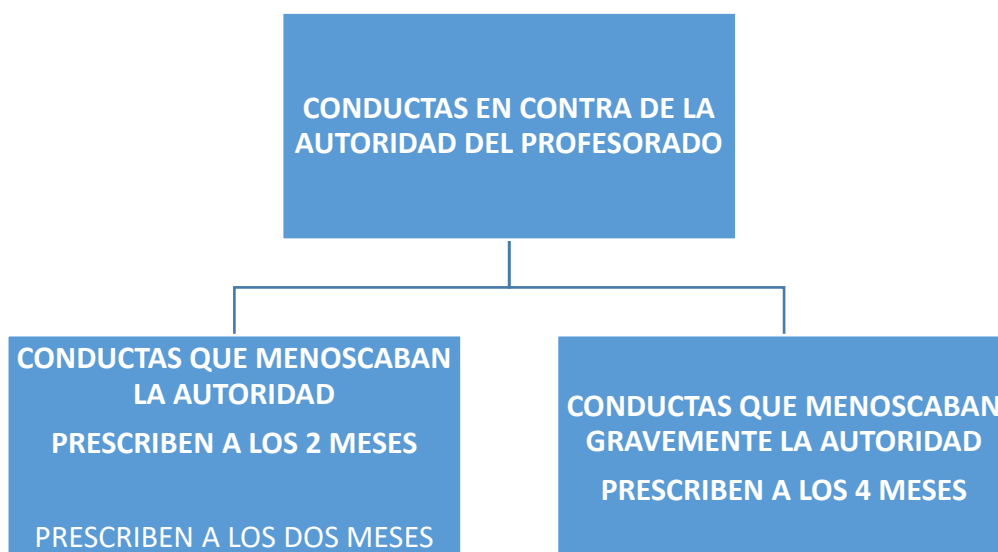 CONDUCTAS EN CONTRA DE LA
AUTORIDAD DEL PROFESORADO
CONDUCTAS QUE MENOSCABAN
LA AUTORIDAD
PRESCRIBEN A LOS 2 MESES
PRESCRIBEN A LOS DOS MESES
CONDUCTAS QUE MENOSCABAN
GRAVEMENTE LA AUTORIDAD
PRESCRIBEN A LOS 4 MESES